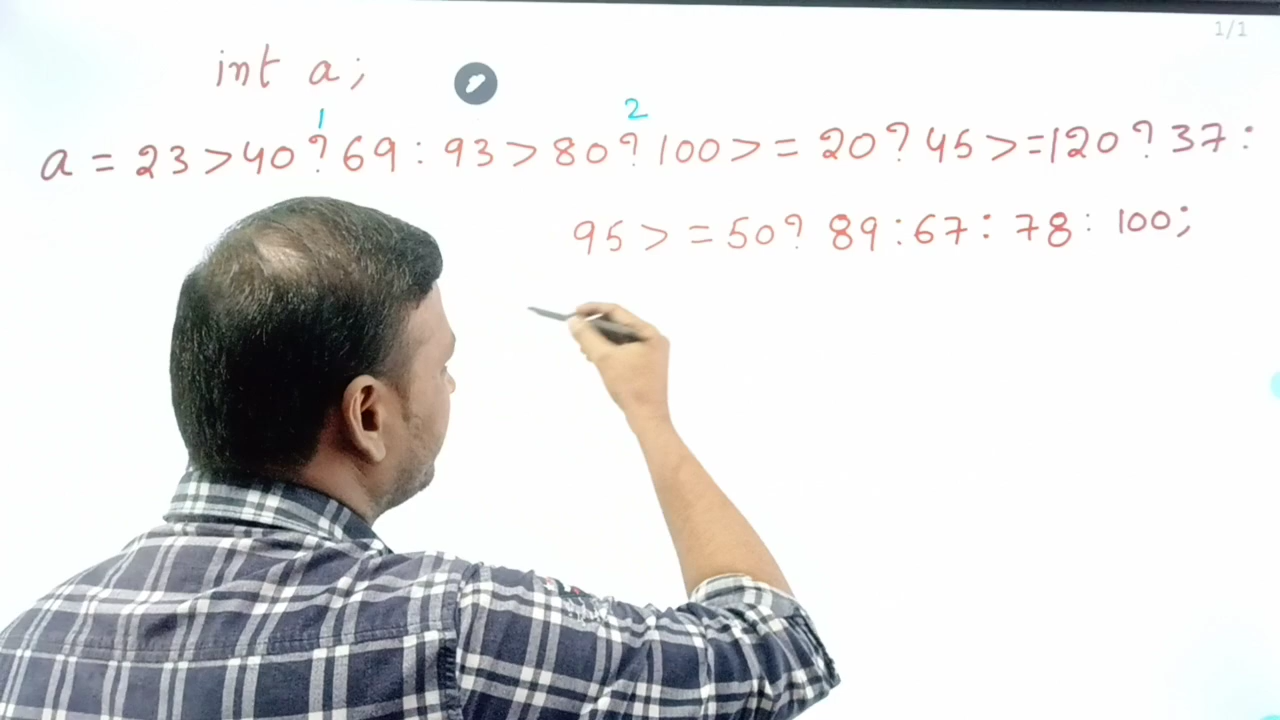 1/1
int a;
1 2
a = 23 > 40 ? 69 : 93 > 80 ? 100 > = 20 ? 45 > = 120 ? 37 :
95 > = 50 ? 89 : 67 : 78 : 100;